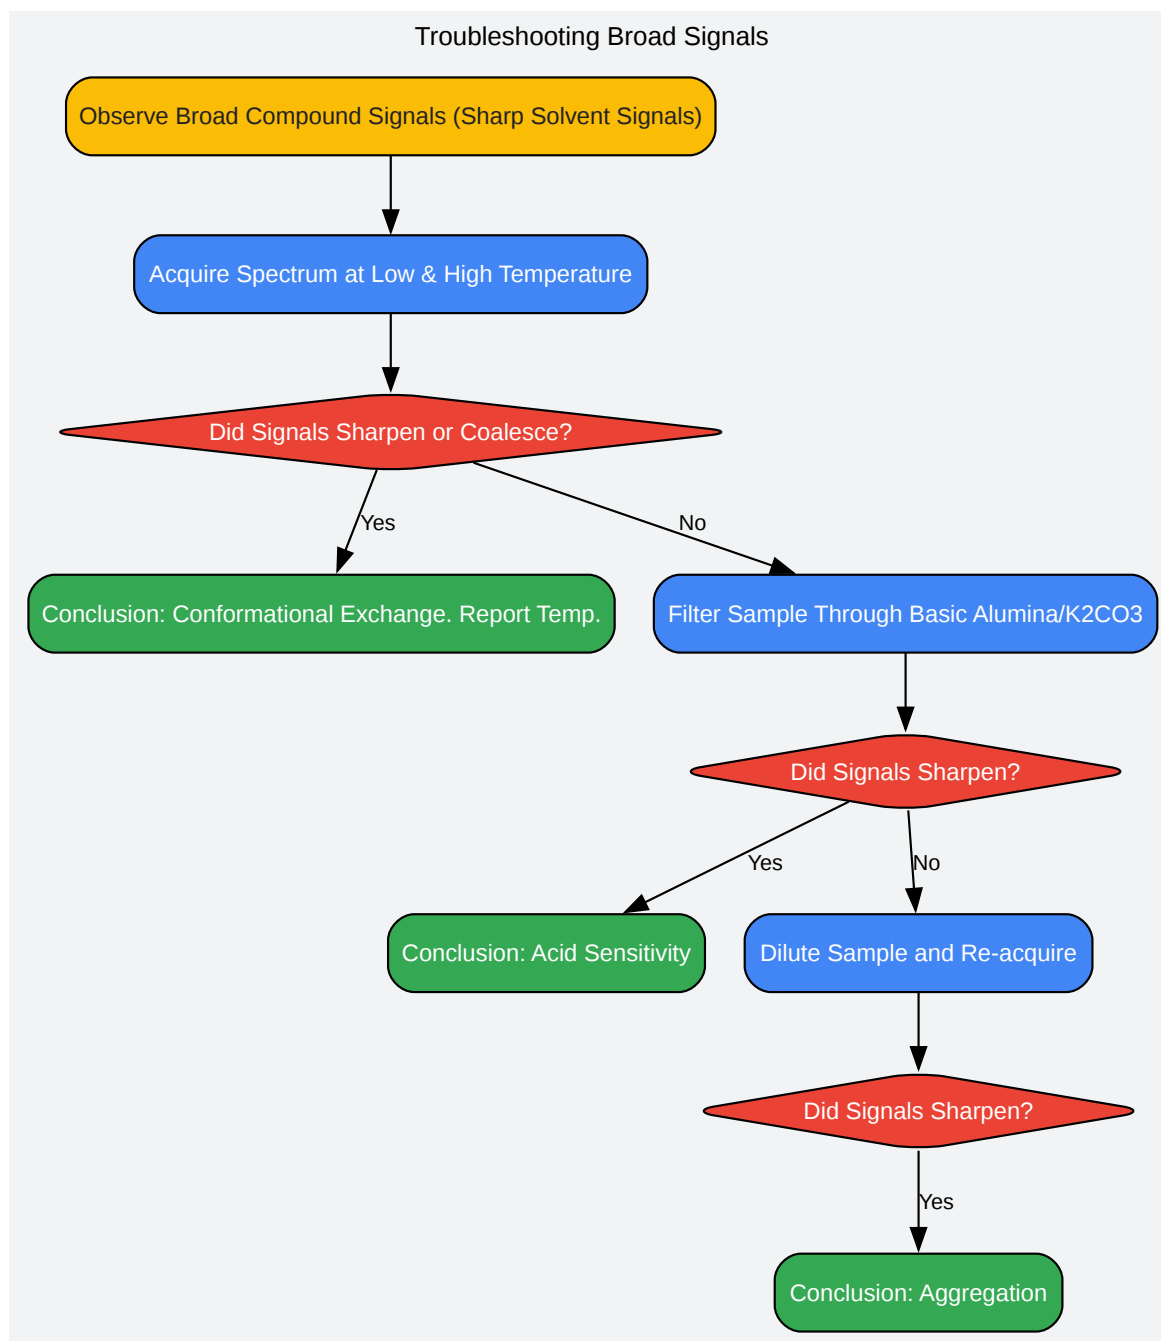 Troubleshooting Broad Signals
Observe Broad Compound Signals (Sharp Solvent Signals)
Acquire Spectrum at Low & High Temperature
Did Signals Sharpen or Coalesce?
Yes
No
Conclusion: Conformational Exchange. Report Temp.
Filter Sample Through Basic Alumina/K2CO3
Did Signals Sharpen?
Yes
No
Conclusion: Acid Sensitivity
Dilute Sample and Re-acquire
Did Signals Sharpen?
Yes
Conclusion: Aggregation